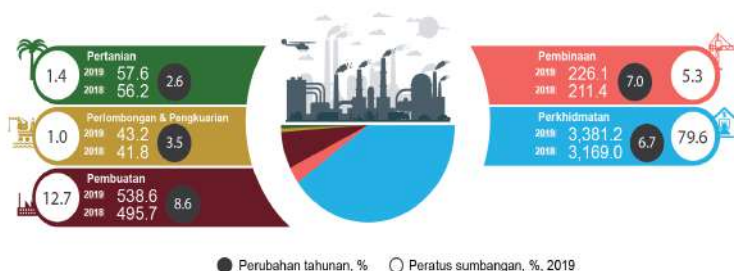 Pertanian
1.4
2019 57.6
2018 56.2
2.6
Perlombongan & Pengkuarian
1.0
2019 43.2
2018 41.8
3.5
Pembuatan
12.7
2019 538.6
2018 495.7
8.6
Pembinaan
2019 226.1
2018 211.4
7.0
5.3
Perkhidmatan
2019 3,381.2
2018 3,169.0
6.7
79.6
Perubahan tahunan, %
Peratus sumbangan, %, 2019